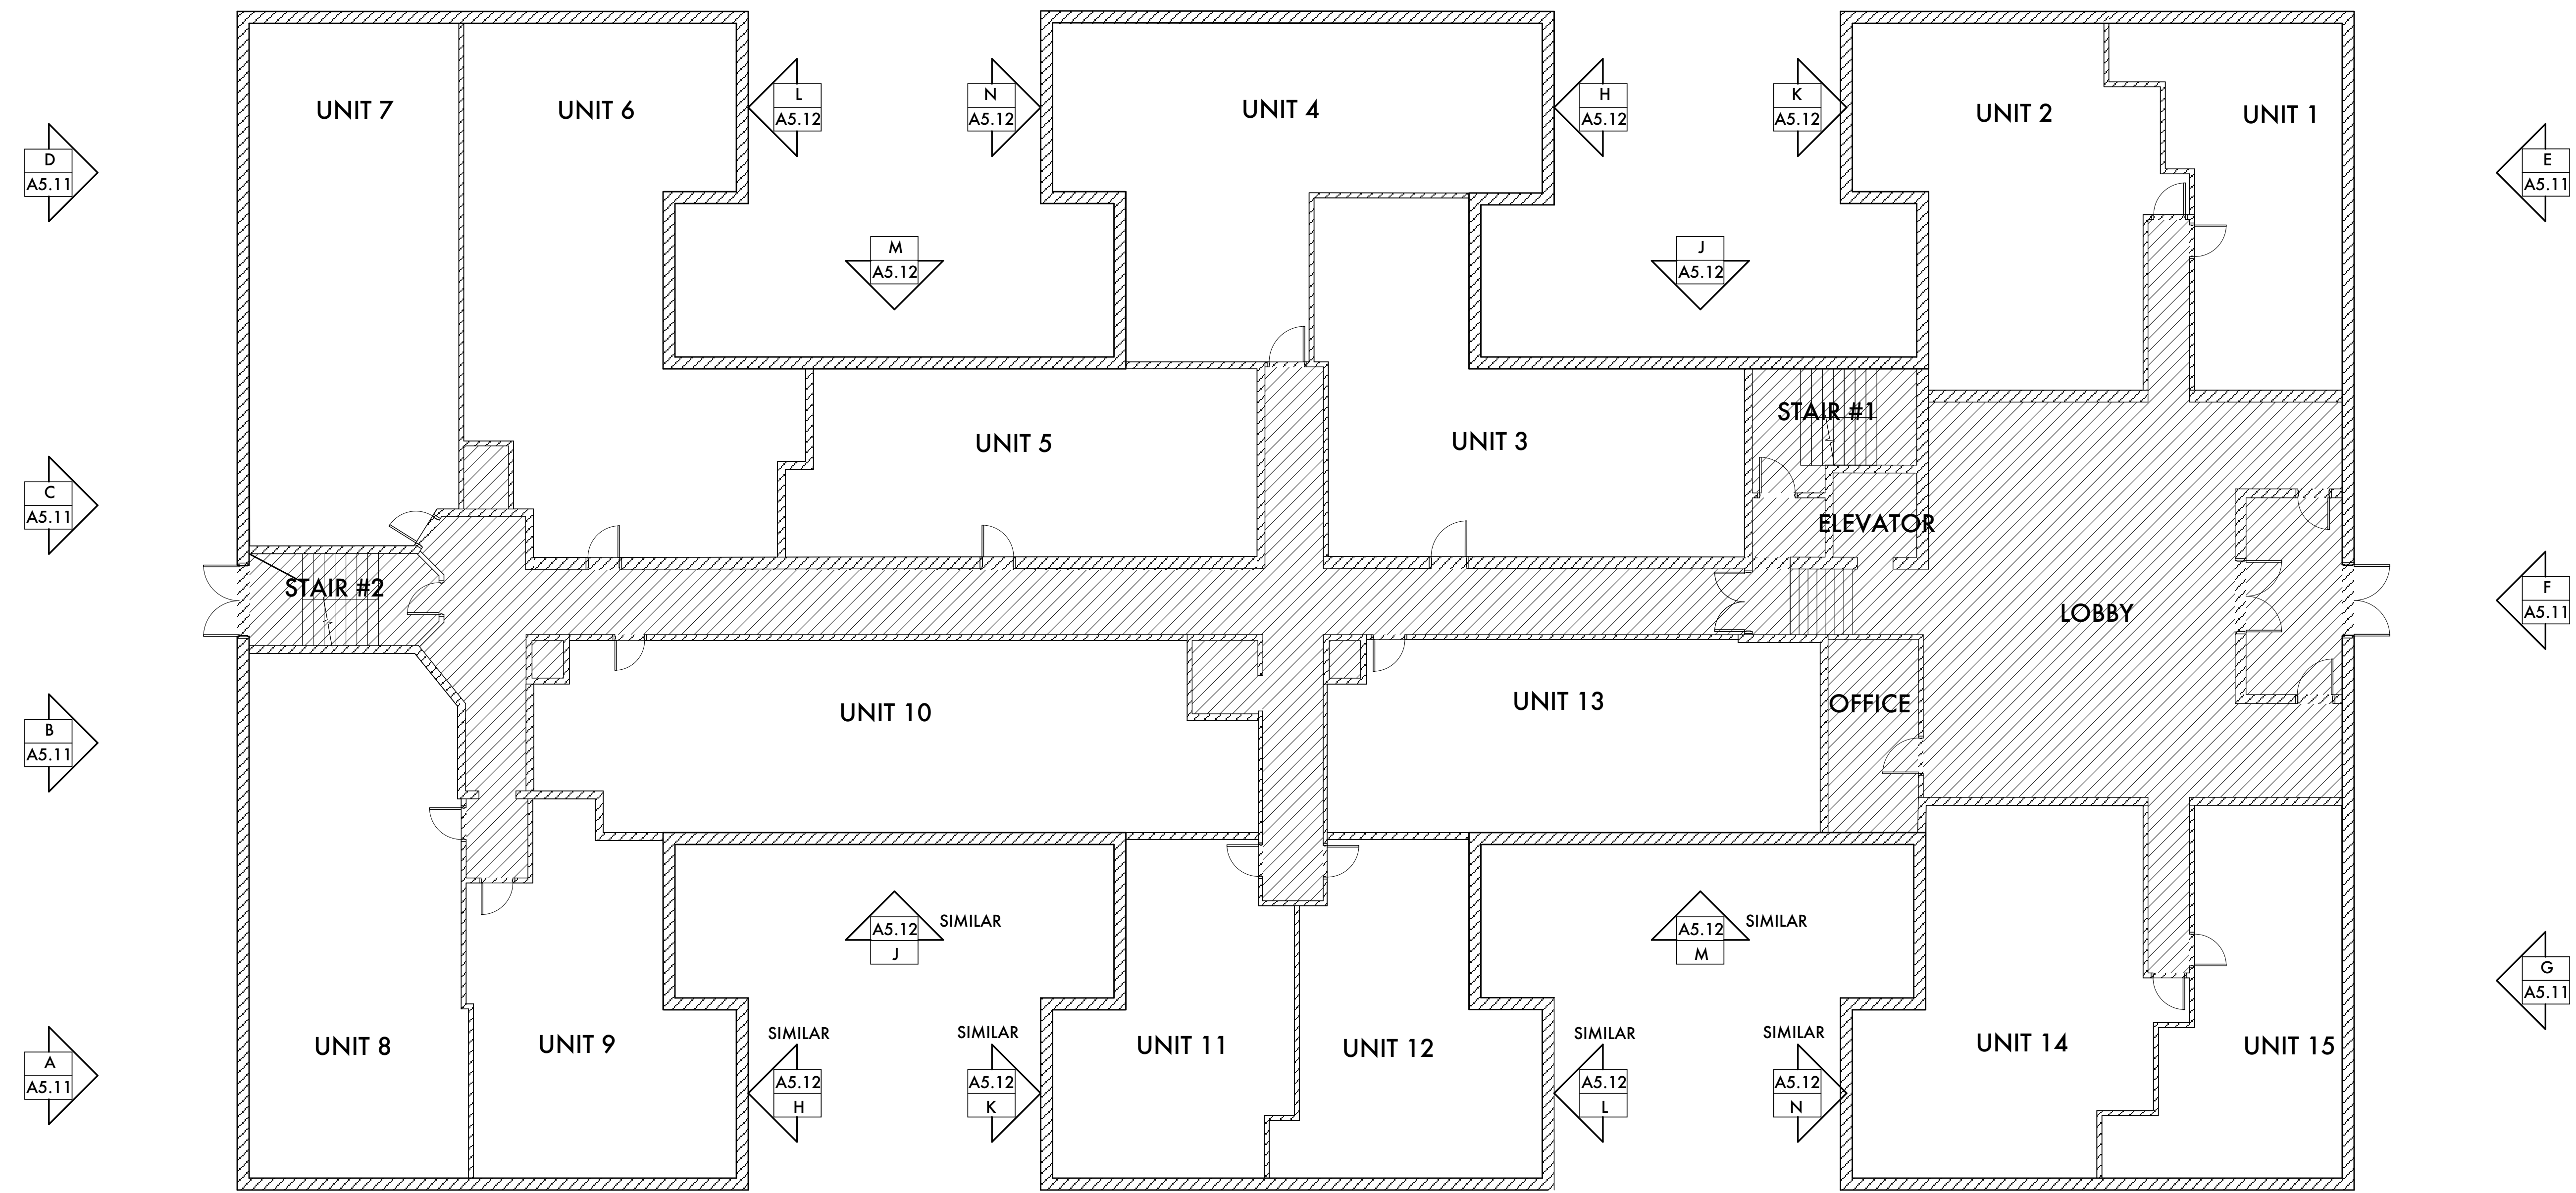 UNIT 7
UNIT 6
L
A5.12
N
A5.12
UNIT 4
H
A5.12
K
A5.12
UNIT 2
UNIT 1
D
A5.11
E
A5.11
M
A5.12
J
A5.12
STAIR #1
UNIT 5
UNIT 3
C
A5.11
ELEVATOR
STAIR #2
LOBBY
F
A5.11
UNIT 10
UNIT 13
OFFICE
B
A5.11
A5.12
J
SIMILAR
A5.12
M
SIMILAR
G
A5.11
UNIT 8
UNIT 9
SIMILAR
A5.12
H
SIMILAR
A5.12
K
UNIT 11
UNIT 12
SIMILAR
A5.12
L
SIMILAR
A5.12
N
UNIT 14
UNIT 15
A
A5.11